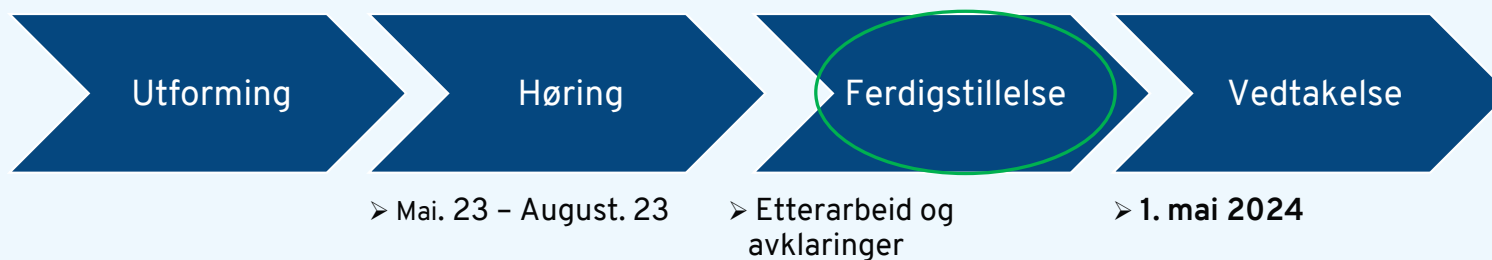 Utforming
Høring
Ferdigstillelse
Vedtakelse
➢ Mai. 23 – August. 23
➢ Etterarbeid og
avklaringer
➢ 1. mai 2024